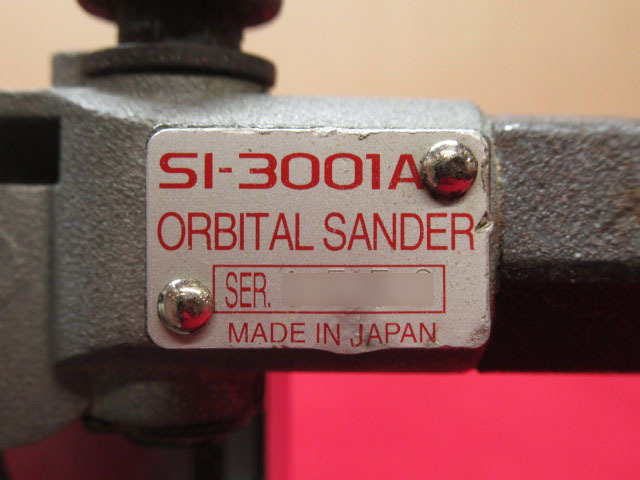 SI-3001A
ORBITAL SANDER
SER.
MADE IN JAPAN